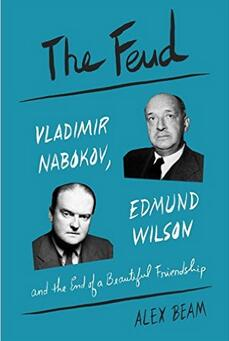 The Feud
VLADIMIR
NABOKOV,
EDMUND
WILSON
and the End of a Beautiful Friendship
ALEX BEAM